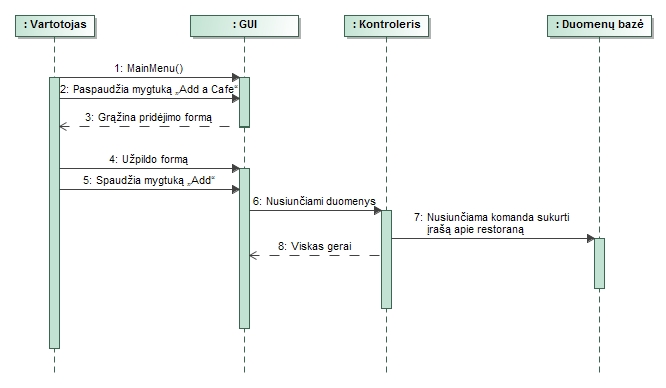 : Vartotojas
: GUI
: Kontroleris
: Duomenų bazė
1: MainMenu()
2: Paspaudžia mygtuką „Add a Cafe“
3: Grąžina pridėjimo formą
4: Užpildo formą
5: Spaudžia mygtuką „Add“
6: Nusiunčiami duomenys
7: Nusiunčiama komanda sukurti
įrašą apie restoraną
8: Viskas gerai